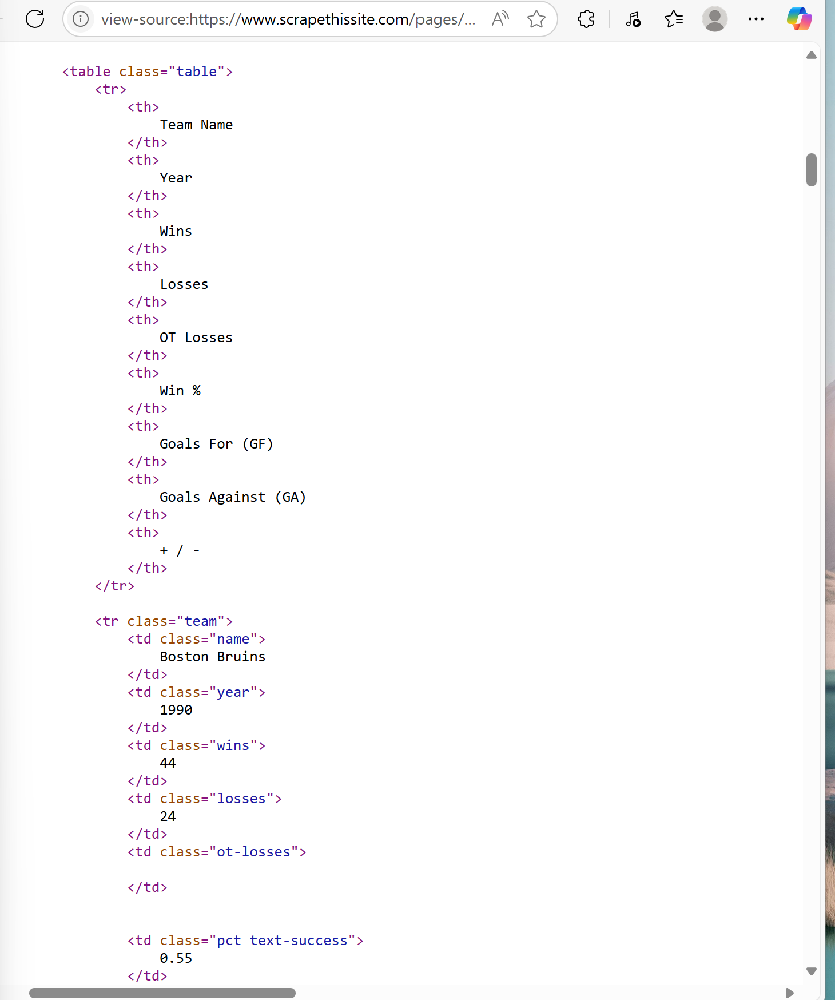 view-source:https://www.scrapethissite.com/pages/...
<table class="table">
<tr>
<th>
Team Name
</th>
<th>
Year
</th>
<th>
Wins
</th>
<th>
Losses
</th>
<th>
OT Losses
</th>
<th>
Win %
</th>
<th>
Goals For (GF)
</th>
<th>
Goals Against (GA)
</th>
<th>
+ / -
</th>
</tr>
<tr class="team">
<td class="name">
Boston Bruins
</td>
<td class="year">
1990
</td>
<td class="wins">
44
</td>
<td class="losses">
24
</td>
<td class="ot-losses">
</td>
<td class="pct text-success">
0.55
</td>